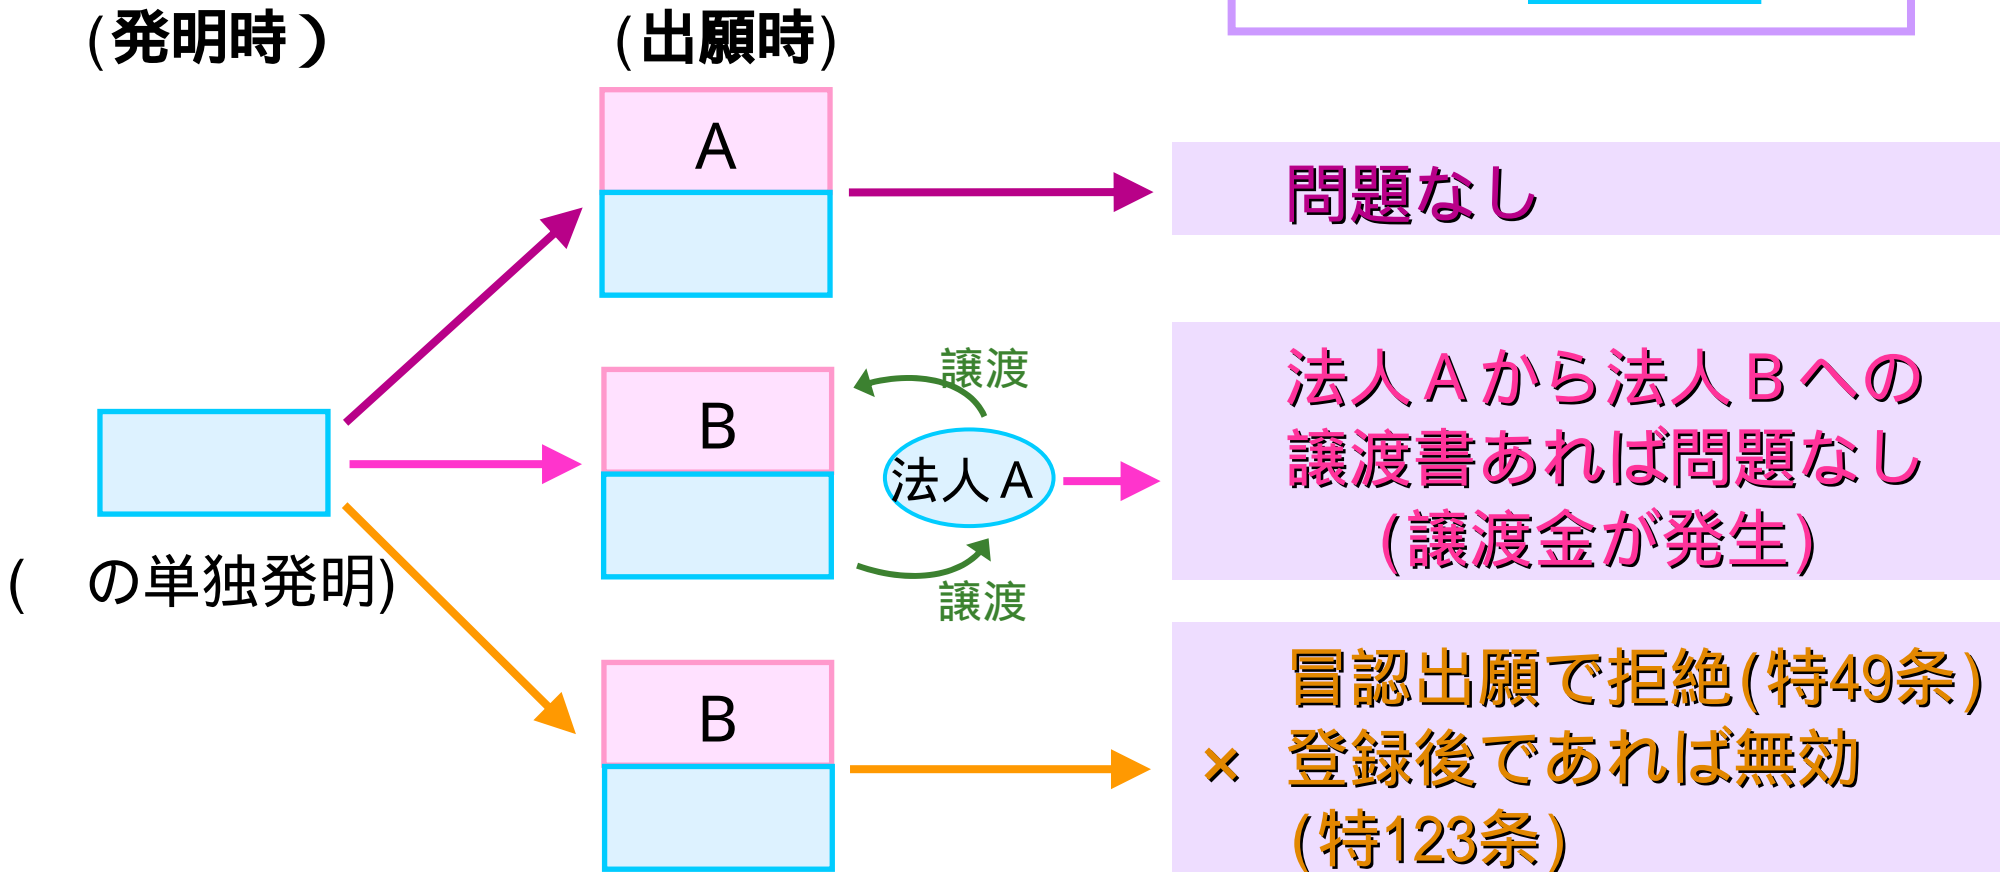 (発明時)
(出願時)
A
問題なし
譲渡
B
法人A
法人Aから法人Bへの
譲渡書あれば問題なし
(譲渡金が発生)
(　の単独発明)
譲渡
B
冒認出願で拒絶(特49条)
× 登録後であれば無効
(特123条)